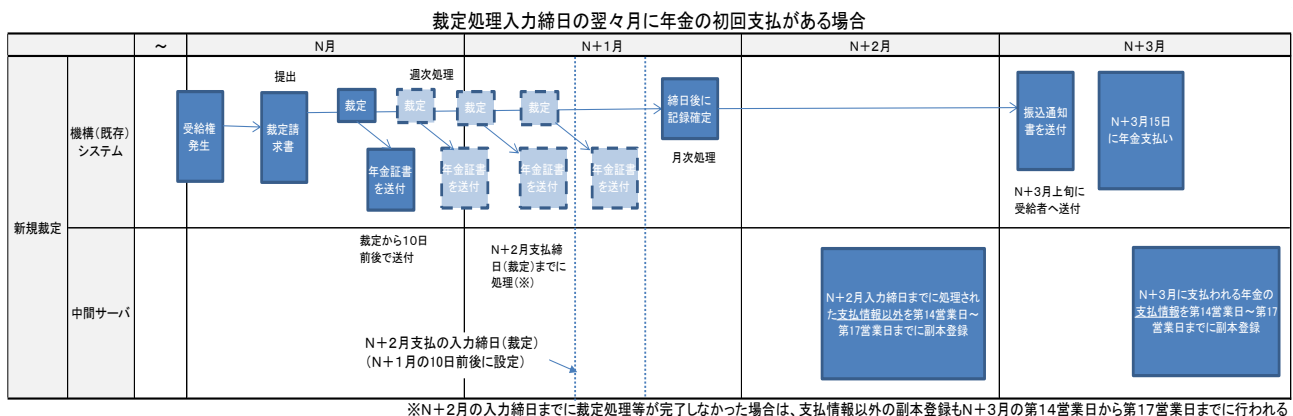 裁定処理入力締日の翌々月に年金の初回支払がある場合
～
N月
N+1月
N+2月
N+3月
新規裁定
機構(既存)
システム
受給権
発生
提出
裁定請
求書
裁定
週次処理
裁定
裁定
裁定
年金証書
を送付
年金証書
を送付
年金証書
を送付
年金証書
を送付
締日後に
記録確定
月次処理
振込通知
書を送付
N+3月15日
に年金支払い
N+3月上旬に
受給者へ送付
裁定から10日
前後で送付
N+2月支払締
日(裁定)までに
処理(※)
中間サーバ
N+2月支払の入力締日(裁定)
(N+1月の10日前後に設定)
N+2月入力締日までに処理され
た支払情報以外を第14営業日～
第17営業日までに副本登録
N+3月に支払われる年金の
支払情報を第14営業日～第17
営業日までに副本登録
※N+2月の入力締日までに裁定処理等が完了しなかった場合は、支払情報以外の副本登録もN+3月の第14営業日から第17営業日までに行われる